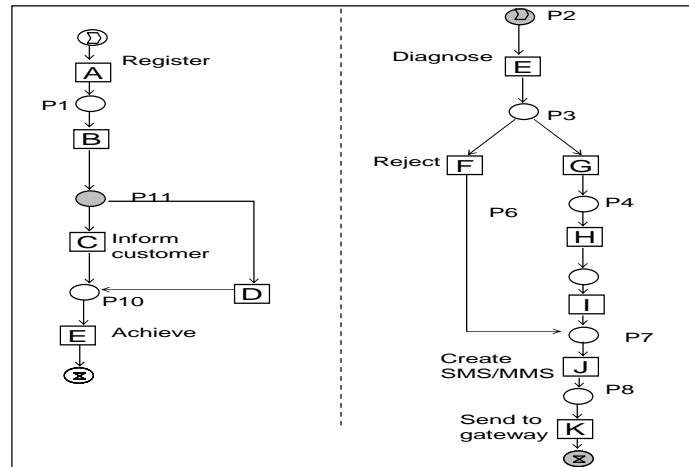 A
Register
P1
B
P11
C
Inform
customer
P10
D
E
Achieve
P2
Diagnose
E
P3
Reject
F
G
P6
P4
H
I
P7
Create
SMS/MMS
J
P8
Send to
gateway
K